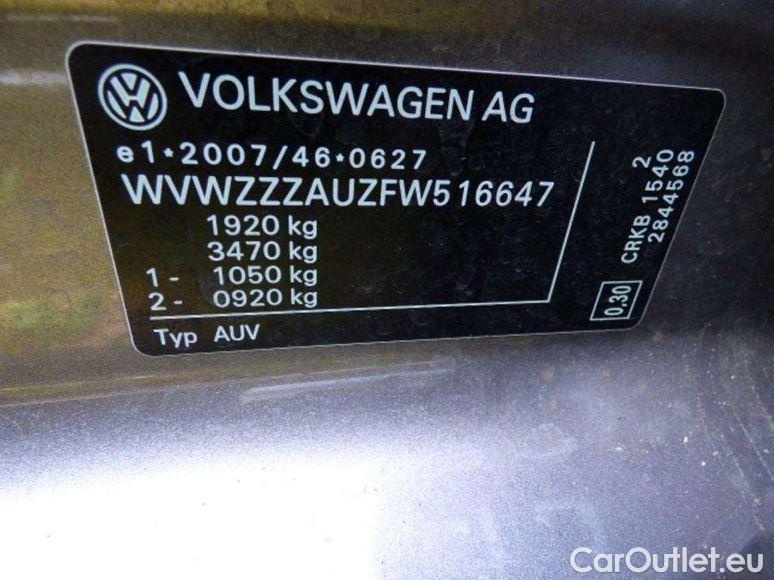 VOLKSWAGEN AG
e1*2007/46*0627
WVWZZZAUZFW516647
1920 kg
3470 kg
1 - 1050 kg
2 - 0920 kg
Typ AUV
2
CRKB 1540
2844568
0,30
CarOutlet.eu